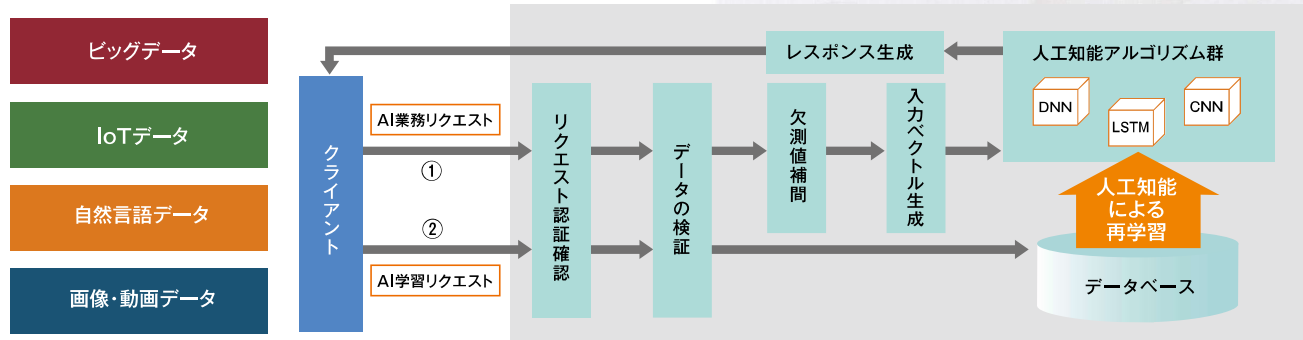 ビッグデータ
IoTデータ
自然言語データ
画像・動画データ
クライアント
AI業務リクエスト
①
②
AI学習リクエスト
リクエスト認証確認
データの検証
欠測値補間
入力ベクトル生成
レスポンス生成
人工知能アルゴリズム群
DNN
LSTM
CNN
人工知能
による
再学習
データベース